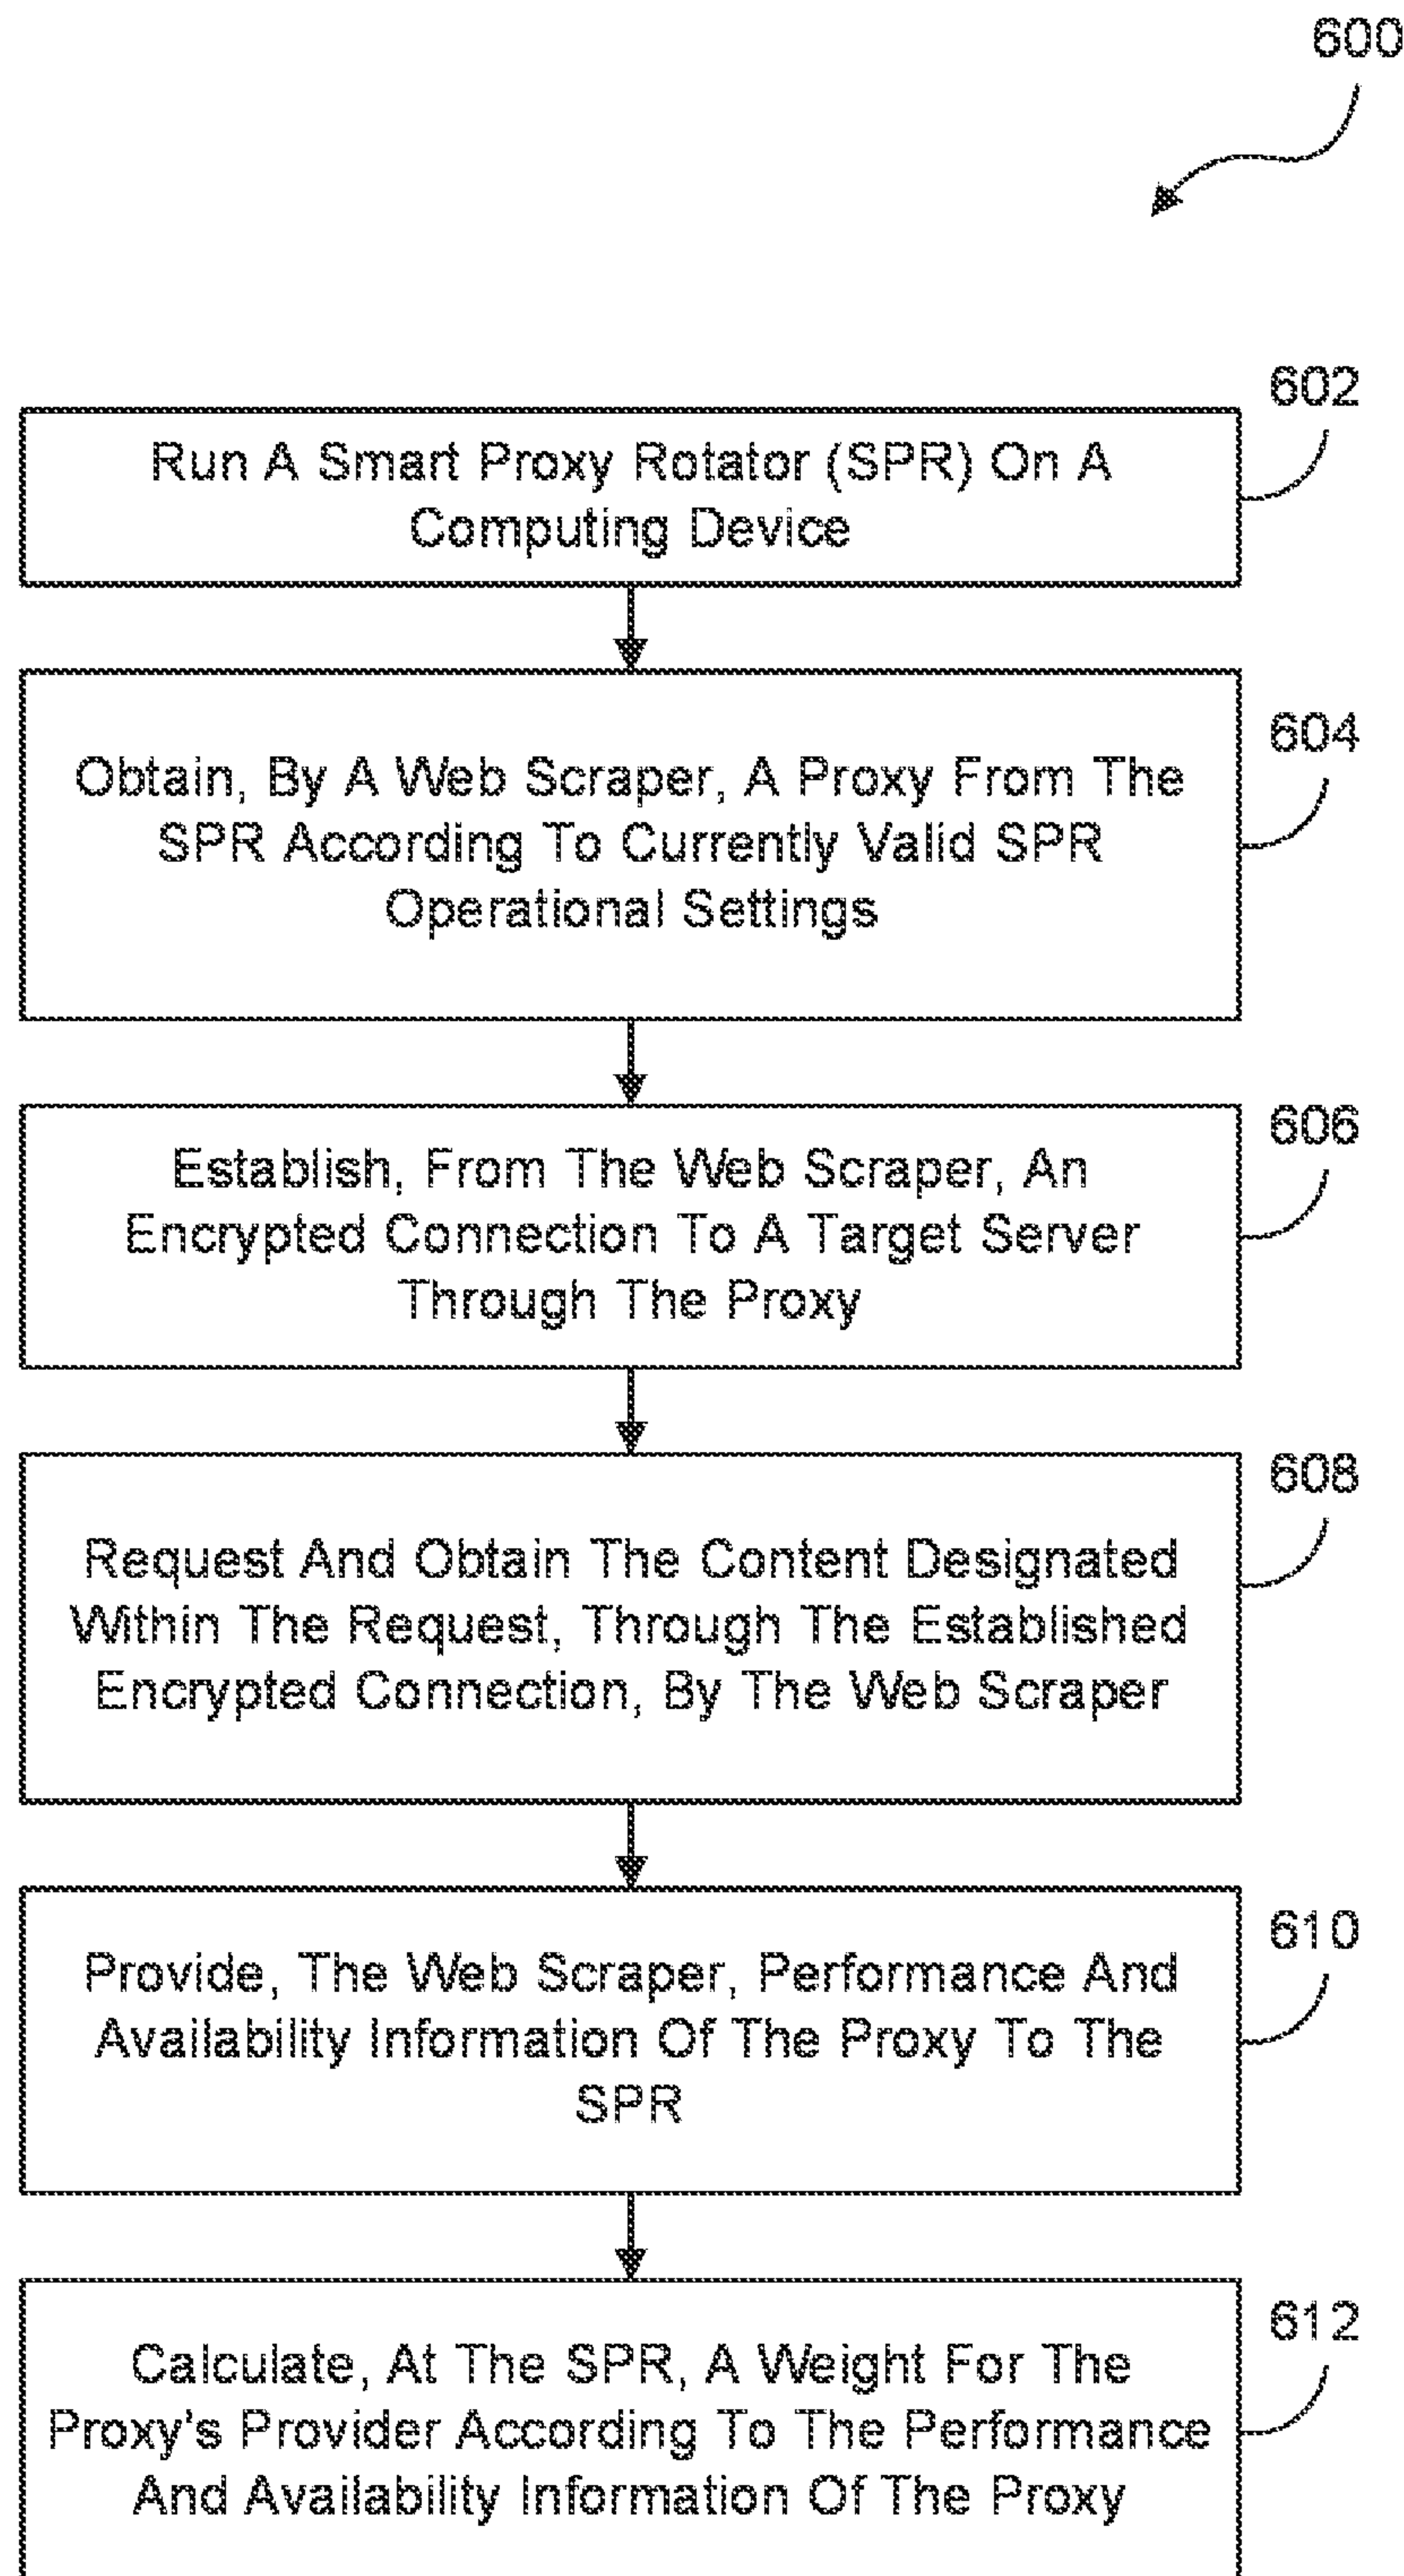 600
602
Run A Smart Proxy Rotator (SPR) On A
Computing Device
604
Obtain, By A Web Scraper, A Proxy From The
SPR According To Currently Valid SPR
Operational Settings
606
Establish, From The Web Scraper, An
Encrypted Connection To A Target Server
Through The Proxy
608
Request And Obtain The Content Designated
Within The Request, Through The Established
Encrypted Connection, By The Web Scraper
610
Provide, The Web Scraper, Performance And
Availability Information Of The Proxy To The
SPR
612
Calculate, At The SPR, A Weight For The
Proxy's Provider According To The Performance
And Availability Information Of The Proxy